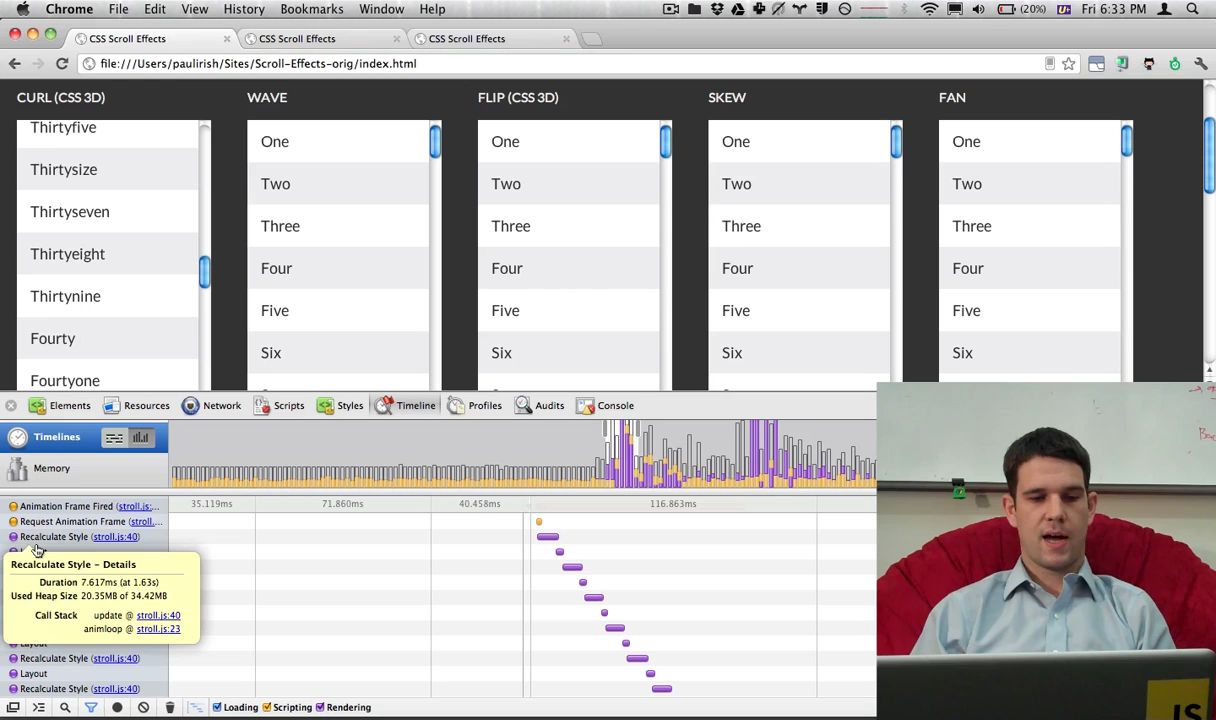 Chrome File Edit View History Bookmarks Window Help (20%) Fri 6:33 PM
CSS Scroll Effects CSS Scroll Effects CSS Scroll Effects
file:///Users/paulirish/Sites/Scroll-Effects-orig/index.html
CURL (CSS 3D) WAVE FLIP (CSS 3D) SKEW FAN
Thirtyfive One One One One
Thirtysize Two Two Two Two
Thirtyseven Three Three Three Three
Thirtyeight Four Four Four Four
Thirtynine Five Five Five Five
Fourty Six Six Six Six
Fourtyone
Elements Resources Network Scripts Styles Timeline Profiles Audits Console
Timelines
Memory
Animation Frame Fired (stroll.js:... 35.119ms 71.860ms 40.458ms 116.863ms
Request Animation Frame (stroll....
Recalculate Style (stroll.js:40)
Recalculate Style - Details
Duration 7.617ms (at 1.63s)
Used Heap Size 20.35MB of 34.42MB
Call Stack update @ stroll.js:40
animloop @ stroll.js:23
Layout
Recalculate Style (stroll.js:40)
Layout
Recalculate Style (stroll.js:40)
Loading Scripting Rendering
JS